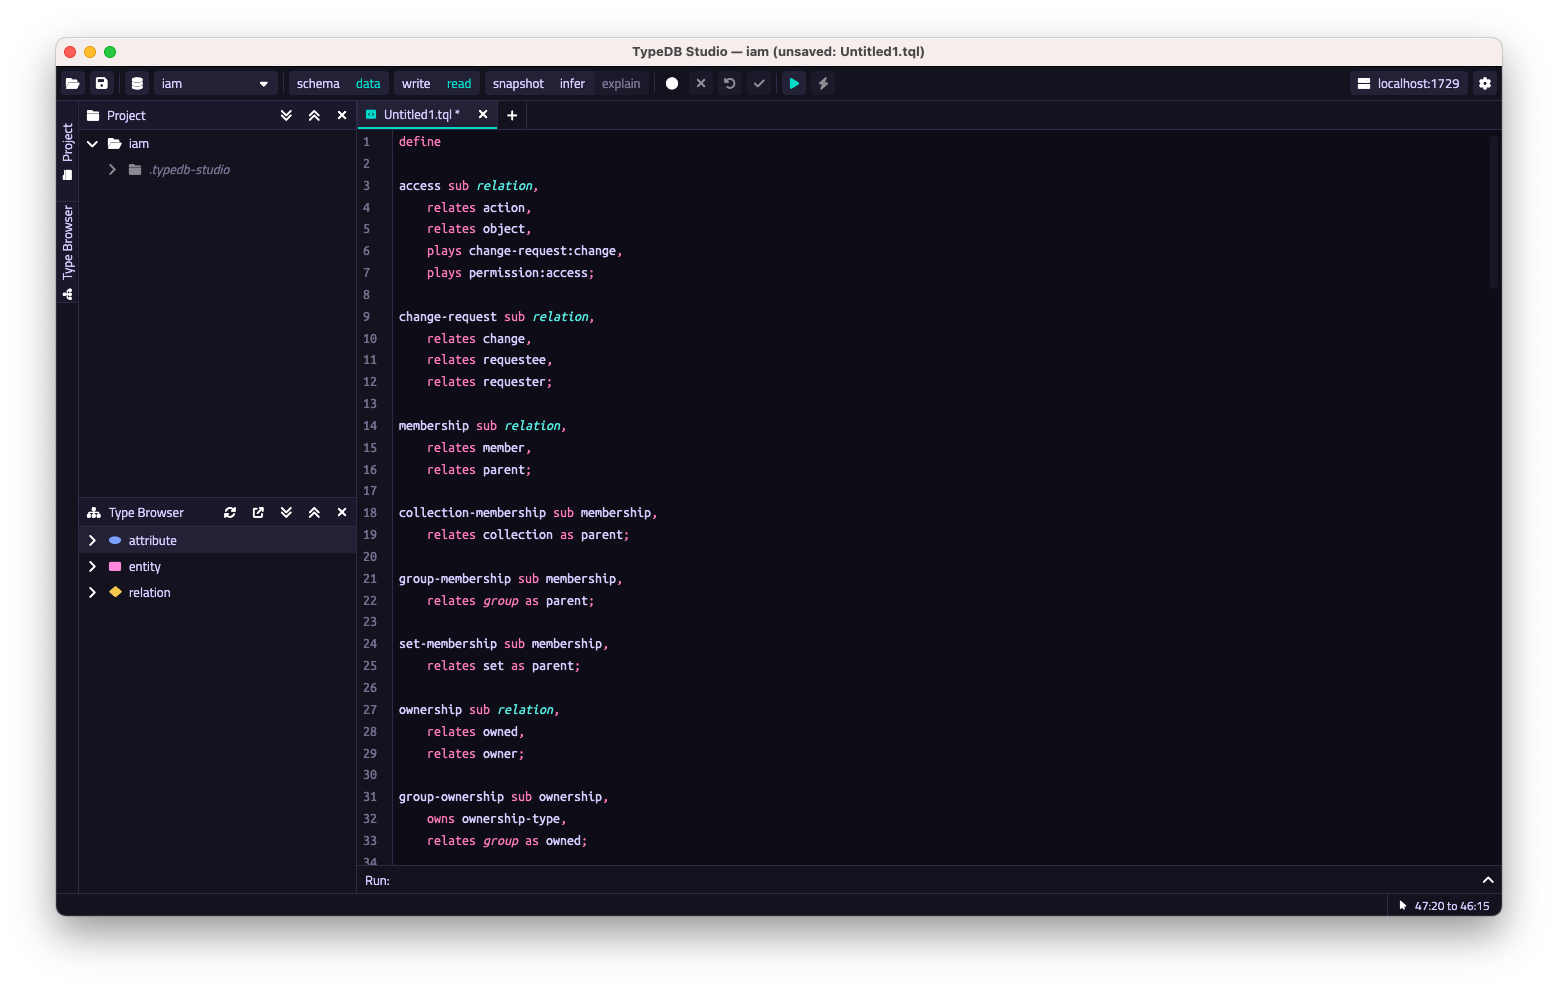 TypeDB Studio — iam (unsaved: Untitled1.tql)
iam
schema data write read snapshot infer explain
localhost:1729
Project
Type Browser
Project
iam
.typedb-studio
Type Browser
attribute
entity
relation
Untitled1.tql *
1 define
2
3 access sub relation,
4     relates action,
5     relates object,
6     plays change-request:change,
7     plays permission:access;
8
9 change-request sub relation,
10     relates change,
11     relates requestee,
12     relates requester;
13
14 membership sub relation,
15     relates member,
16     relates parent;
17
18 collection-membership sub membership,
19     relates collection as parent;
20
21 group-membership sub membership,
22     relates group as parent;
23
24 set-membership sub membership,
25     relates set as parent;
26
27 ownership sub relation,
28     relates owned,
29     relates owner;
30
31 group-ownership sub ownership,
32     owns ownership-type,
33     relates group as owned;
34
Run:
47:20 to 46:15